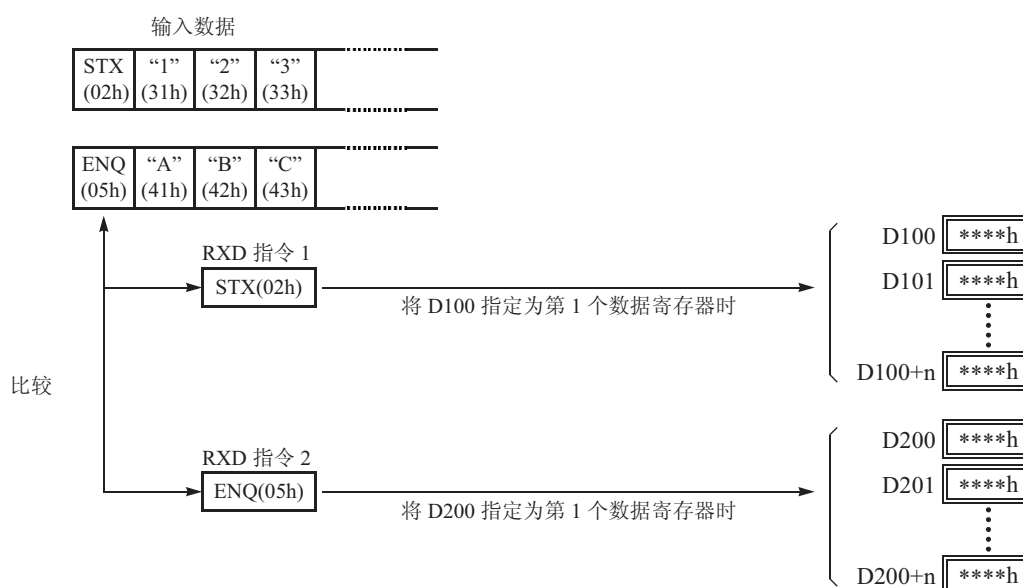 输入数据
STX “1” “2” “3”
(02h) (31h) (32h) (33h)
ENQ “A” “B” “C”
(05h) (41h) (42h) (43h)
RXD 指令 1
STX(02h)
将 D100 指定为第 1 个数据寄存器时
D100 ****h
D101 ****h
D100+n ****h
比较
RXD 指令 2
ENQ(05h)
将 D200 指定为第 1 个数据寄存器时
D200 ****h
D201 ****h
D200+n ****h